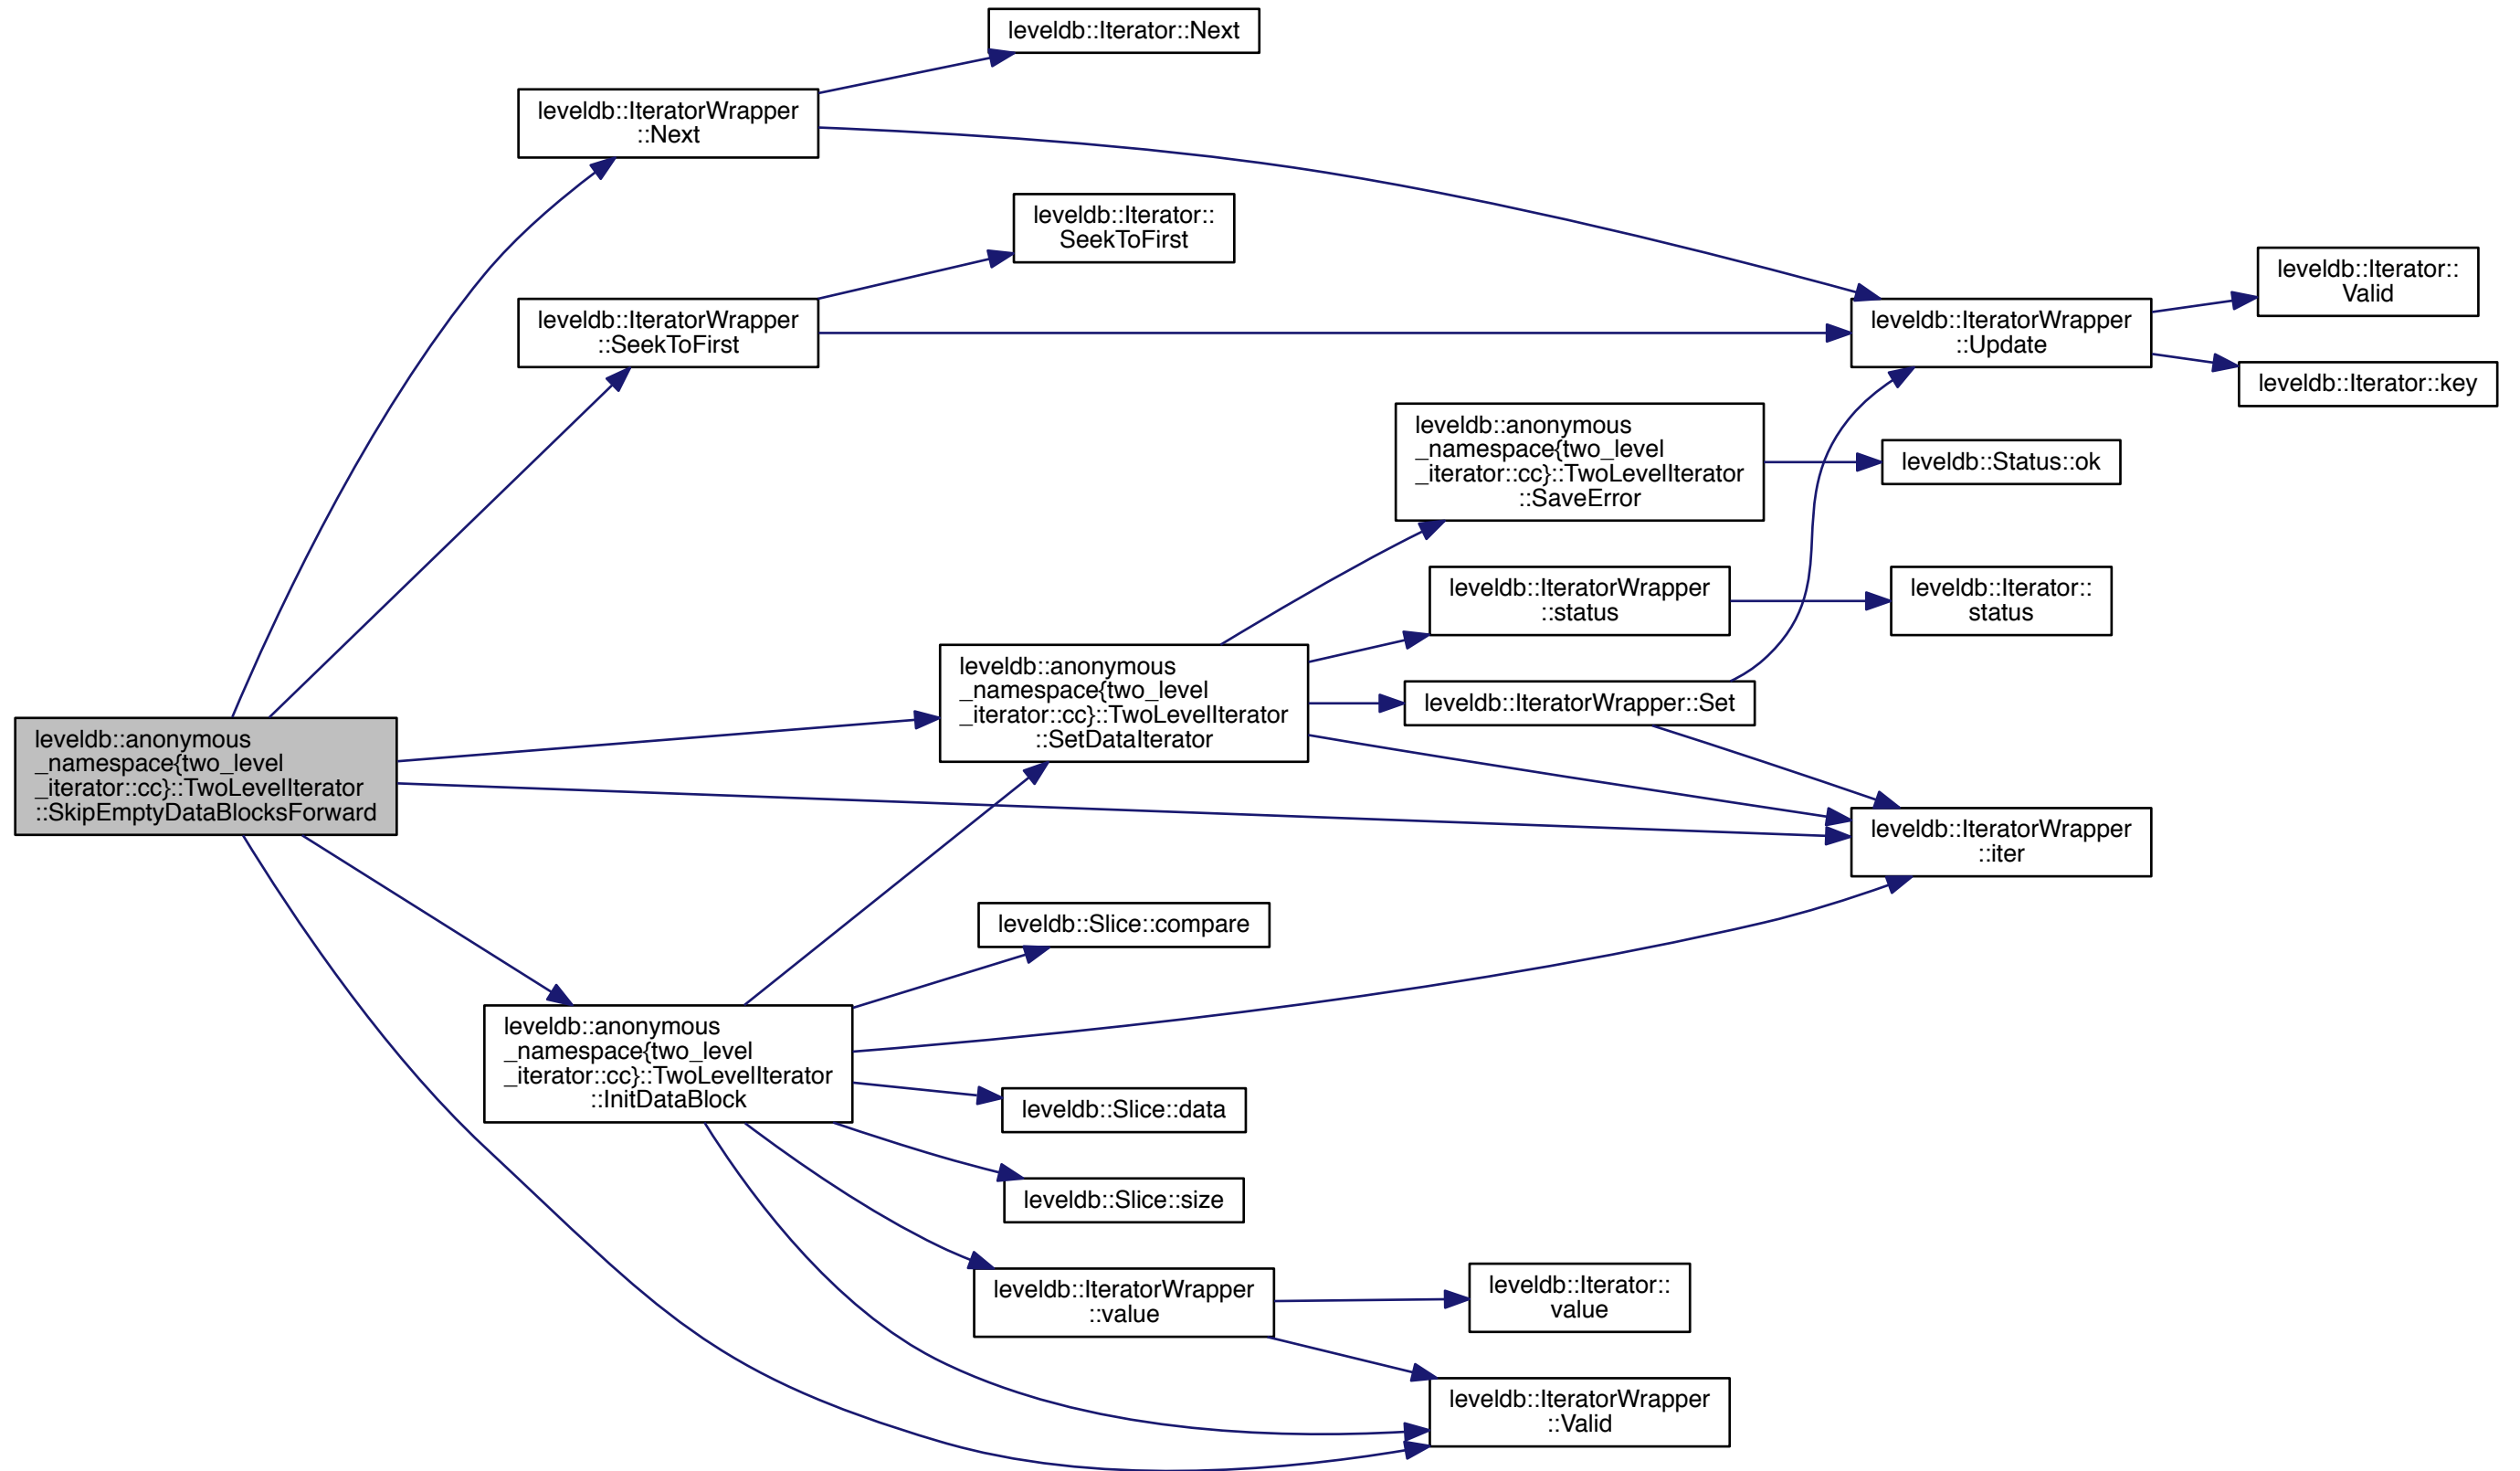 leveldb::Iterator::Next
leveldb::IteratorWrapper
::Next
leveldb::Iterator::
SeekToFirst
leveldb::Iterator::
Valid
leveldb::IteratorWrapper
::SeekToFirst
leveldb::IteratorWrapper
::Update
leveldb::Iterator::key
leveldb::anonymous
_namespace{two_level
_iterator::cc}::TwoLevelIterator
::SaveError
leveldb::Status::ok
leveldb::IteratorWrapper
::status
leveldb::Iterator::
status
leveldb::anonymous
_namespace{two_level
_iterator::cc}::TwoLevelIterator
::SetDataIterator
leveldb::IteratorWrapper::Set
leveldb::anonymous
_namespace{two_level
_iterator::cc}::TwoLevelIterator
::SkipEmptyDataBlocksForward
leveldb::IteratorWrapper
::iter
leveldb::Slice::compare
leveldb::anonymous
_namespace{two_level
_iterator::cc}::TwoLevelIterator
::InitDataBlock
leveldb::Slice::data
leveldb::Slice::size
leveldb::IteratorWrapper
::value
leveldb::Iterator::
value
leveldb::IteratorWrapper
::Valid